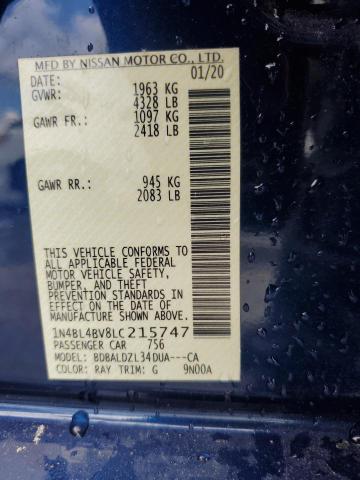 MFD BY NISSAN MOTOR CO., LTD.
DATE: 01/20
GVWR: 1963 KG
4328 LB
GAWR FR.: 1097 KG
2418 LB
GAWR RR.: 945 KG
2083 LB
THIS VEHICLE CONFORMS TO
ALL APPLICABLE FEDERAL
MOTOR VEHICLE SAFETY,
BUMPER, AND THEFT
PREVENTION STANDARDS IN
EFFECT ON THE DATE OF
MANUFACTURE SHOWN ABOVE.
1N4BL4BV8LC215747
PASSENGER CAR 756
MODEL: BDBALDZL34DUA---CA
COLOR: RAY TRIM: G 9N00A